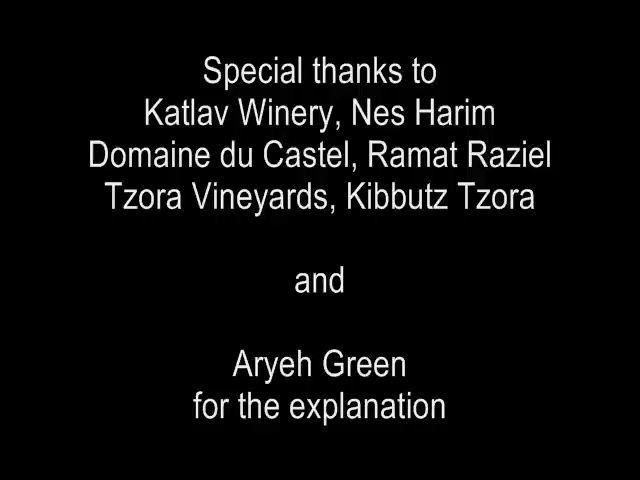 Special thanks to
Katlav Winery, Nes Harim
Domaine du Castel, Ramat Raziel
Tzora Vineyards, Kibbutz Tzora
and
Aryeh Green
for the explanation